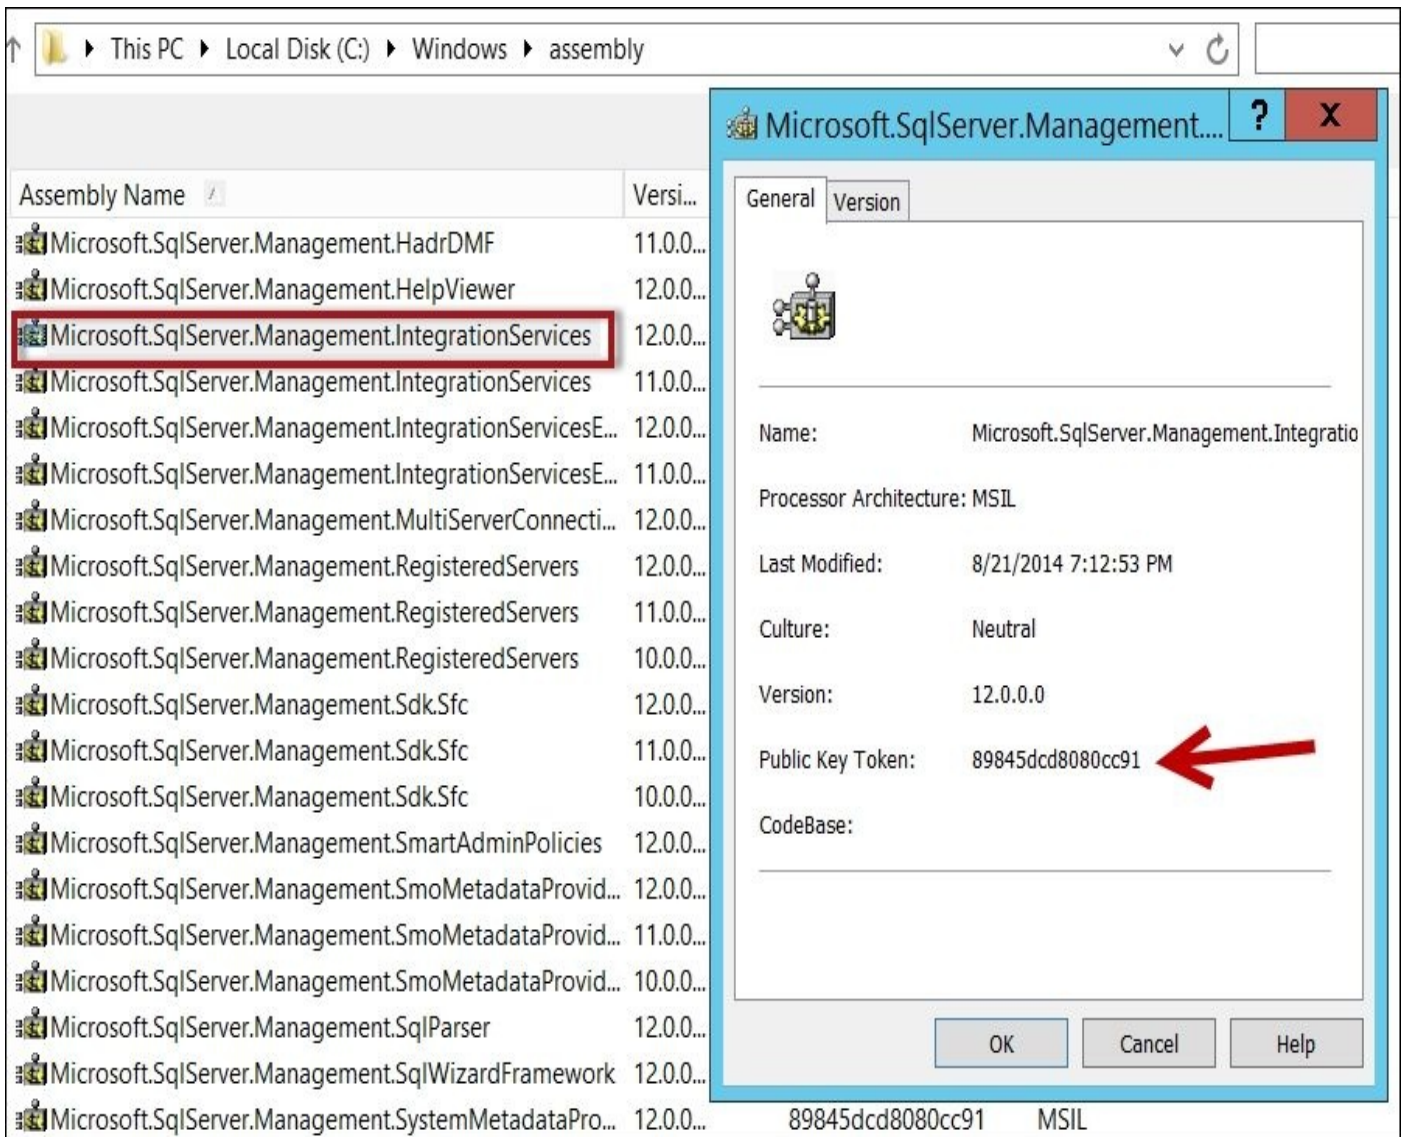 This PC Local Disk (C:) Windows assembly
Assembly Name Versi...
Microsoft.SqlServer.Management.HadrDMF 11.0.0...
Microsoft.SqlServer.Management.HelpViewer 12.0.0...
Microsoft.SqlServer.Management.IntegrationServices 12.0.0...
Microsoft.SqlServer.Management.IntegrationServices 11.0.0...
Microsoft.SqlServer.Management.IntegrationServicesE... 12.0.0...
Microsoft.SqlServer.Management.IntegrationServicesE... 11.0.0...
Microsoft.SqlServer.Management.MultiServerConnecti... 12.0.0...
Microsoft.SqlServer.Management.RegisteredServers 12.0.0...
Microsoft.SqlServer.Management.RegisteredServers 11.0.0...
Microsoft.SqlServer.Management.RegisteredServers 10.0.0...
Microsoft.SqlServer.Management.Sdk.Sfc 12.0.0...
Microsoft.SqlServer.Management.Sdk.Sfc 11.0.0...
Microsoft.SqlServer.Management.Sdk.Sfc 10.0.0...
Microsoft.SqlServer.Management.SmartAdminPolicies 12.0.0...
Microsoft.SqlServer.Management.SmoMetadataProvid... 12.0.0...
Microsoft.SqlServer.Management.SmoMetadataProvid... 11.0.0...
Microsoft.SqlServer.Management.SmoMetadataProvid... 10.0.0...
Microsoft.SqlServer.Management.SqlParser 12.0.0...
Microsoft.SqlServer.Management.SqlWizardFramework 12.0.0...
Microsoft.SqlServer.Management.SystemMetadataPro... 12.0.0... 89845dcd8080cc91 MSIL
Microsoft.SqlServer.Management.... ? X
General Version
Name: Microsoft.SqlServer.Management.Integratio
Processor Architecture: MSIL
Last Modified: 8/21/2014 7:12:53 PM
Culture: Neutral
Version: 12.0.0.0
Public Key Token: 89845dcd8080cc91
CodeBase:
OK Cancel Help